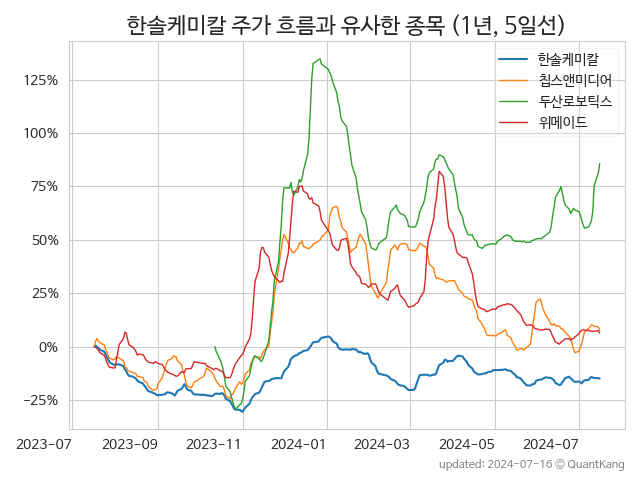 한솔케미칼 주가 흐름과 유사한 종목 (1년, 5일선)
한솔케미칼
칩스앤미디어
두산로보틱스
위메이드
125%
100%
75%
50%
25%
0%
−25%
2023-07 2023-09 2023-11 2024-01 2024-03 2024-05 2024-07
updated: 2024-07-16 © QuantKang